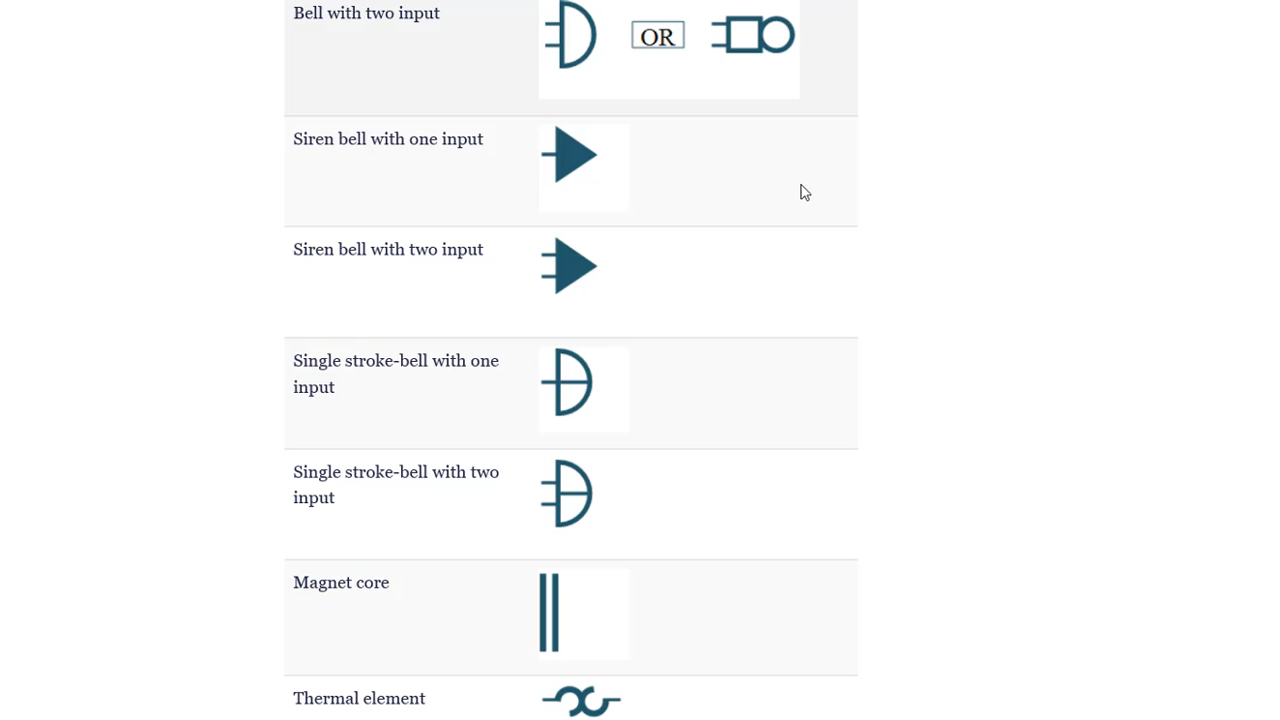 Bell with two input
OR
Siren bell with one input
Siren bell with two input
Single stroke-bell with one
input
Single stroke-bell with two
input
Magnet core
Thermal element